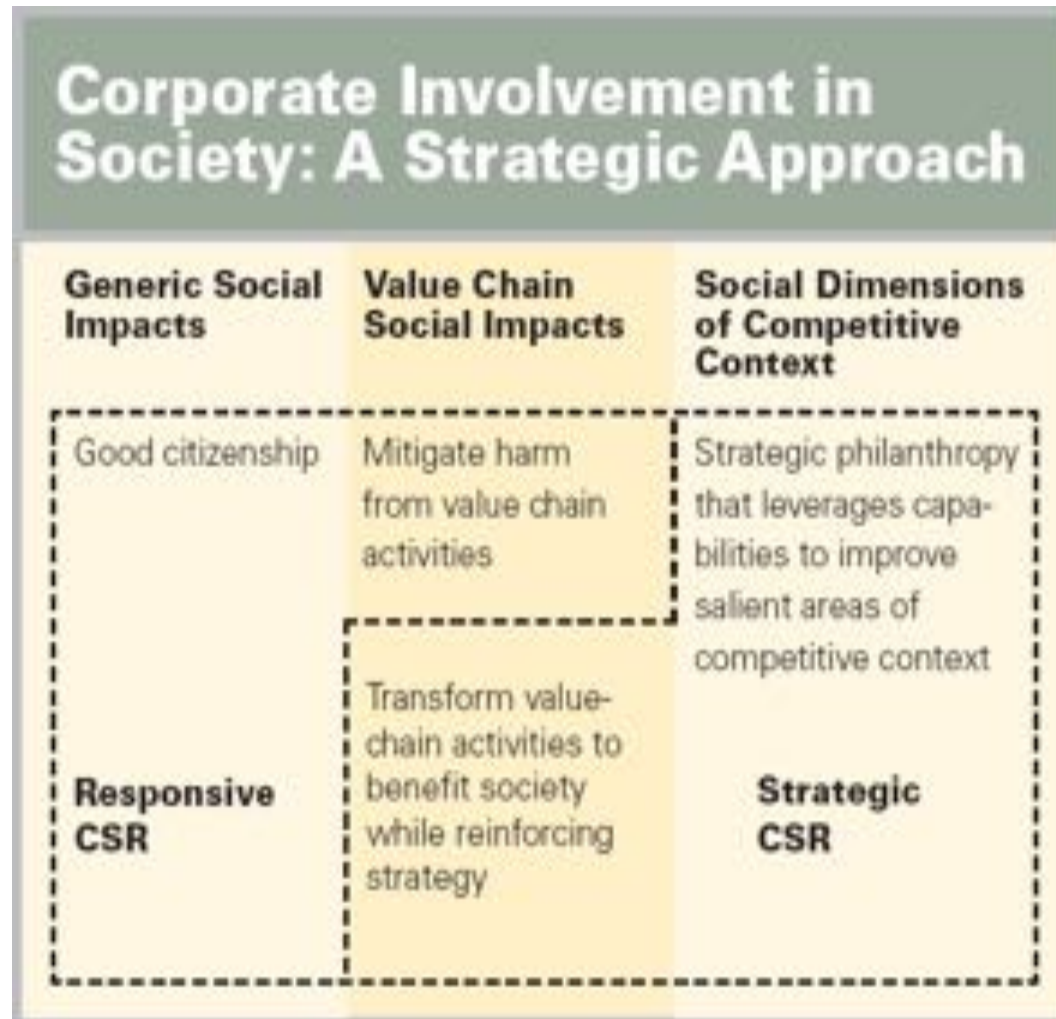 Corporate Involvement in
Society: A Strategic Approach
Generic Social
Impacts
Value Chain
Social Impacts
Social Dimensions
of Competitive
Context
Good citizenship
Responsive
CSR
Mitigate harm
from value chain
activities
Transform value-
chain activities to
benefit society
while reinforcing
strategy
Strategic philanthropy
that leverages capa-
bilities to improve
salient areas of
competitive context
Strategic
CSR